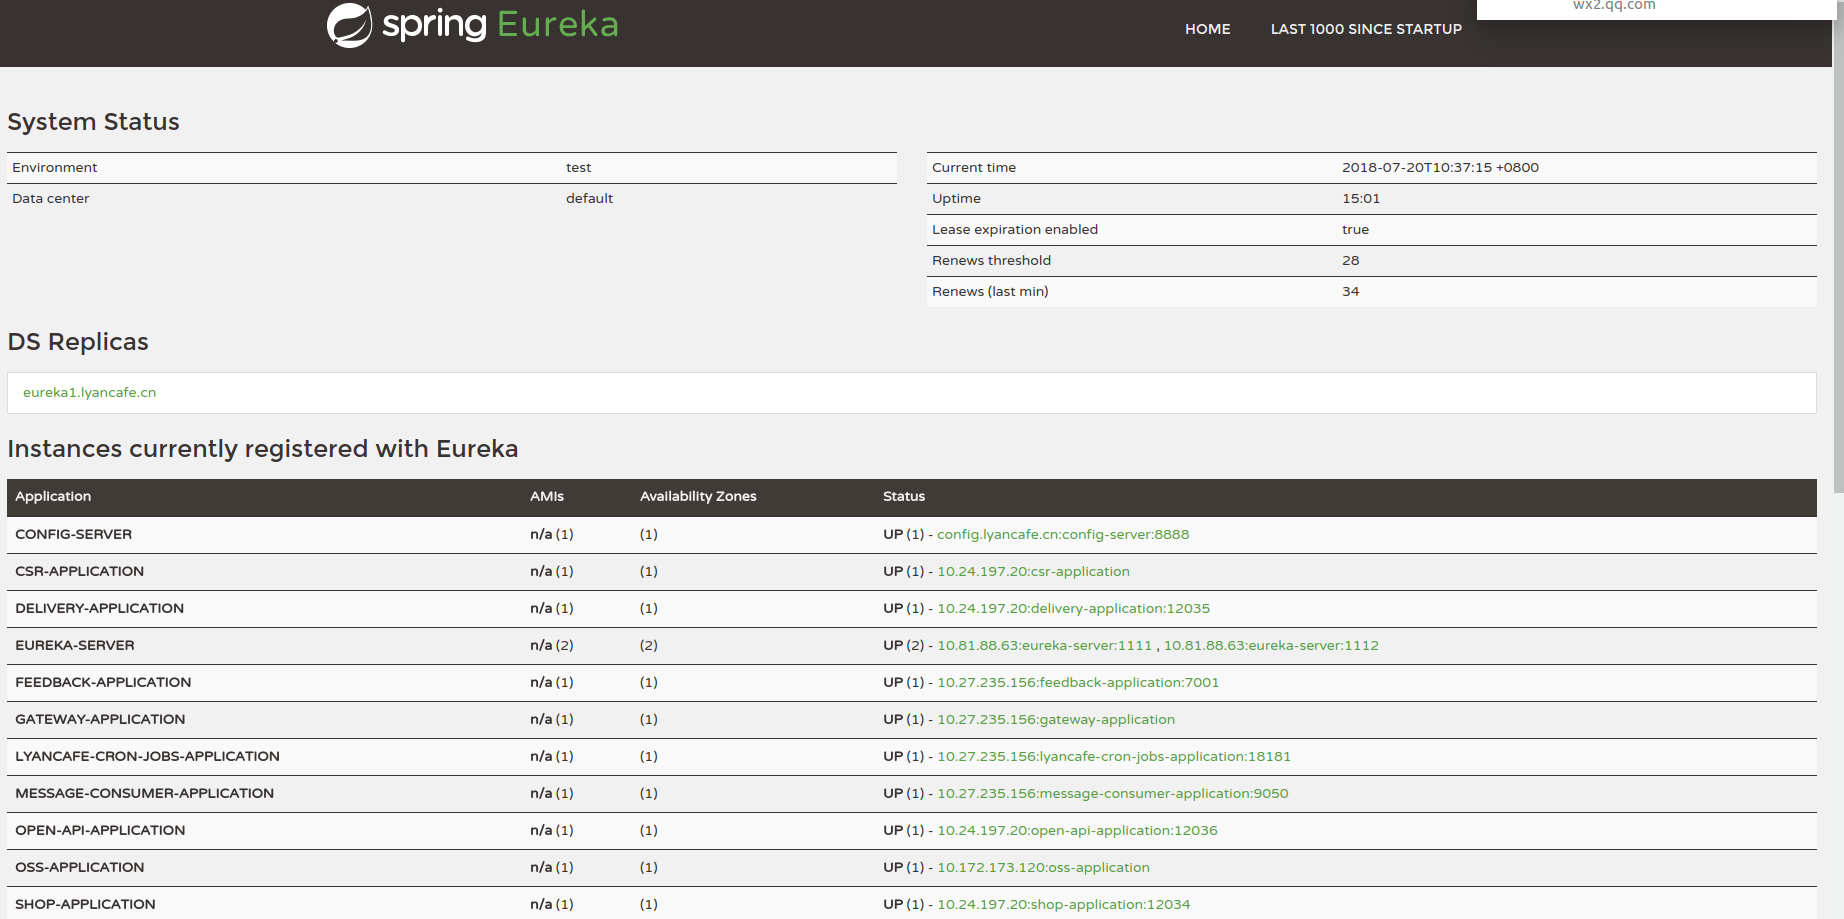 wx2.qq.com
spring Eureka
HOME LAST 1000 SINCE STARTUP
System Status
Environment test
Data center default
Current time 2018-07-20T10:37:15 +0800
Uptime 15:01
Lease expiration enabled true
Renews threshold 28
Renews (last min) 34
DS Replicas
eureka1.lyancafe.cn
Instances currently registered with Eureka
Application AMIs Availability Zones Status
CONFIG-SERVER n/a (1) (1) UP (1) - config.lyancafe.cn:config-server:8888
CSR-APPLICATION n/a (1) (1) UP (1) - 10.24.197.20:csr-application
DELIVERY-APPLICATION n/a (1) (1) UP (1) - 10.24.197.20:delivery-application:12035
EUREKA-SERVER n/a (2) (2) UP (2) - 10.81.88.63:eureka-server:1111 , 10.81.88.63:eureka-server:1112
FEEDBACK-APPLICATION n/a (1) (1) UP (1) - 10.27.235.156:feedback-application:7001
GATEWAY-APPLICATION n/a (1) (1) UP (1) - 10.27.235.156:gateway-application
LYANCAFE-CRON-JOBS-APPLICATION n/a (1) (1) UP (1) - 10.27.235.156:lyancafe-cron-jobs-application:18181
MESSAGE-CONSUMER-APPLICATION n/a (1) (1) UP (1) - 10.27.235.156:message-consumer-application:9050
OPEN-API-APPLICATION n/a (1) (1) UP (1) - 10.24.197.20:open-api-application:12036
OSS-APPLICATION n/a (1) (1) UP (1) - 10.172.173.120:oss-application
SHOP-APPLICATION n/a (1) (1) UP (1) - 10.24.197.20:shop-application:12034